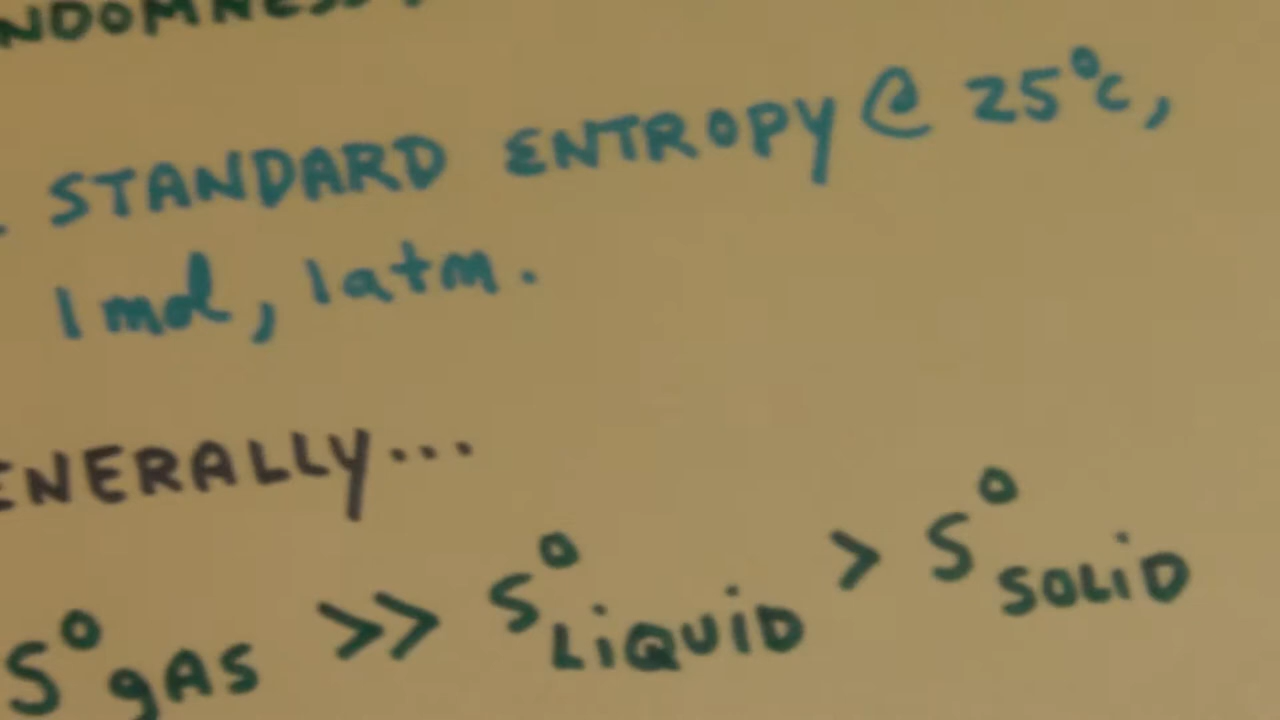 STANDARD ENTROPY @ 25°C,
1 mol, 1 atm.
ENERALLY...
S°gAS >> S°LiQUiD > S°SOLiD